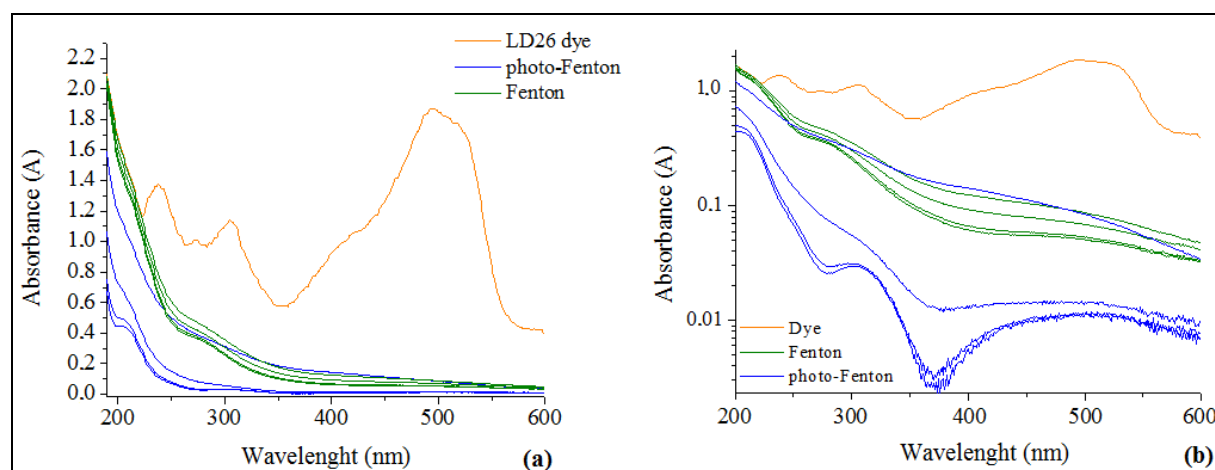 2.2
2.0
1.8
1.6
1.4
1.2
1.0
0.8
0.6
0.4
0.2
0.0
Absorbance (A)
LD26 dye
photo-Fenton
Fenton
200
300
400
500
600
Wavelenght (nm)
(a)
1.0
0.1
0.01
Absorbance (A)
Dye
Fenton
photo-Fenton
200
300
400
500
600
Wavelenght (nm)
(b)